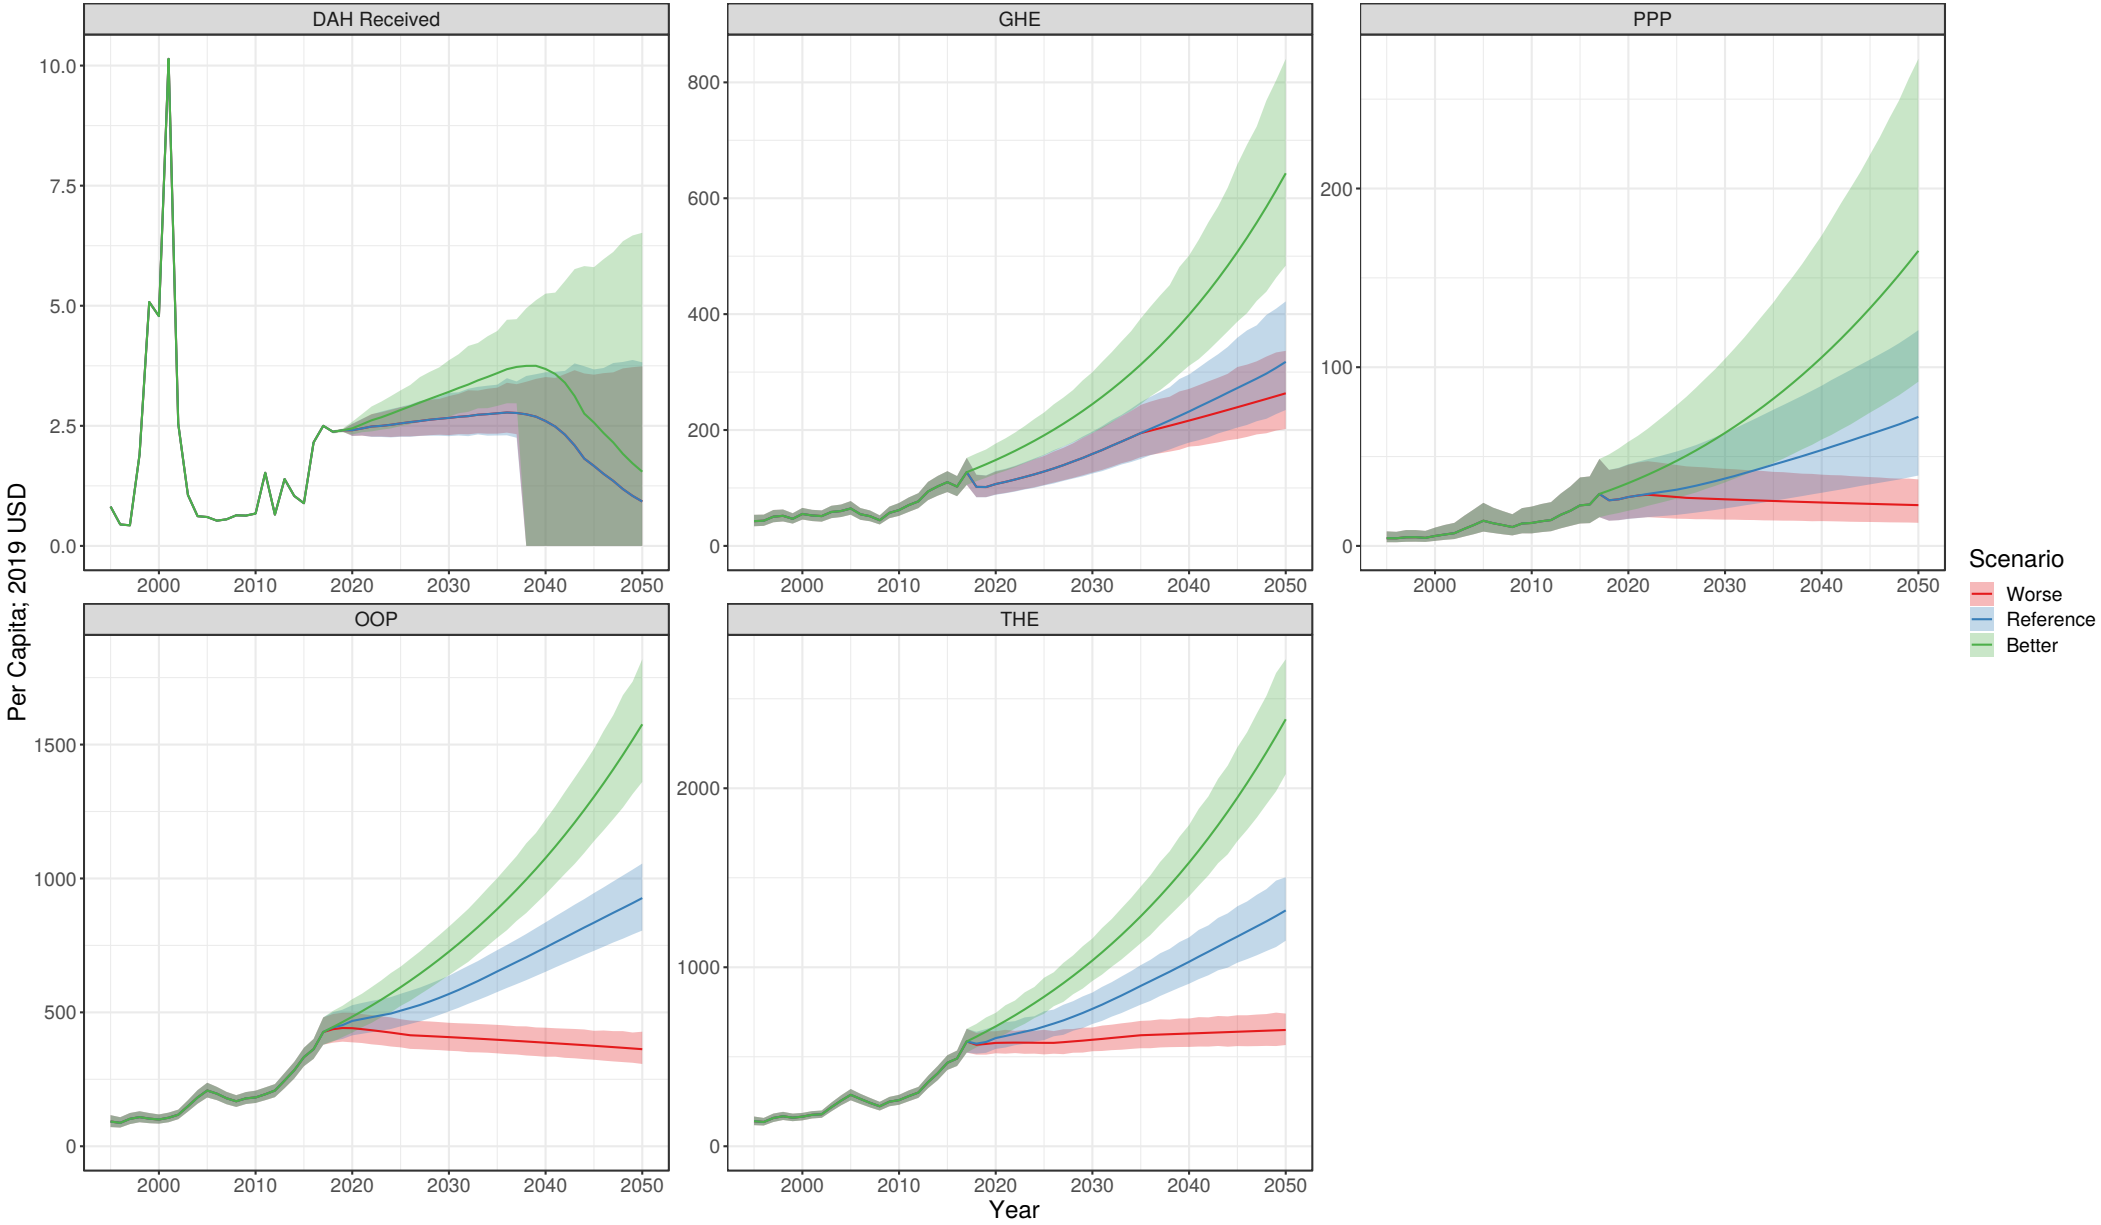 DAH Received
GHE
PPP
10.0
7.5
5.0
2.5
0.0
800
600
400
200
0
200
100
0
2000 2010 2020 2030 2040 2050
2000 2010 2020 2030 2040 2050
2000 2010 2020 2030 2040 2050
Per Capita; 2019 USD
OOP
THE
1500
1000
500
0
2000
1000
0
2000 2010 2020 2030 2040 2050
2000 2010 2020 2030 2040 2050
Year
Scenario
Worse
Reference
Better